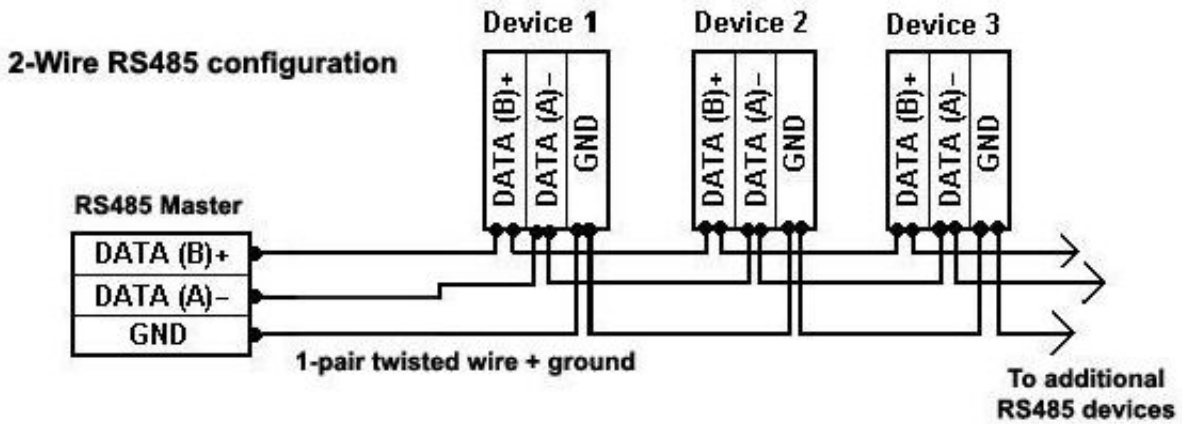 Device 1
Device 2
Device 3
2-Wire RS485 configuration
DATA (B)+
DATA (A)-
GND
DATA (B)+
DATA (A)-
GND
DATA (B)+
DATA (A)-
GND
RS485 Master
DATA (B)+
DATA (A)-
GND
1-pair twisted wire + ground
To additional
RS485 devices